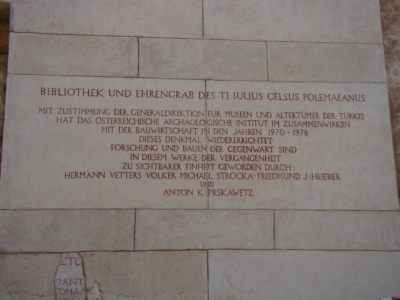 BIBLIOTHEK UND EHRENGRAB DES TI IULIUS CELSUS POLEMAEANUS
MIT ZUSTIMMUNG DER GENERALDIREKTION FÜR MUSEEN UND ALTERTÜMER DER TÜRKEI
HAT DAS ÖSTERREICHISCHE ARCHÄOLOGISCHE INSTITUT IM ZUSAMMENWIRKEN
MIT DER BAUWIRTSCHAFT IN DEN JAHREN 1970 - 1978
DIESES DENKMAL WIEDERERRICHTET
FORSCHUNG UND BAUEN DER GEGENWART SIND
IN DIESEM WERKE DER VERGANGENHEIT
ZU SICHTBARER EINHEIT GEWORDEN DURCH:
HERMANN VETTERS · VOLKER MICHAEL STROCKA · FRIEDMUND J · HUEBER
UND
ANTON K · PRSKAWETZ